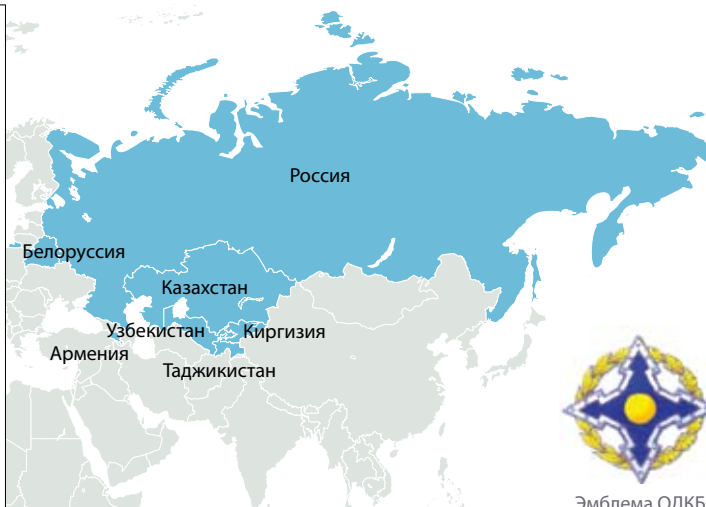 Россия
Белоруссия
Казахстан
Узбекистан
Киргизия
Армения
Таджикистан
Эмблема ОДКБ